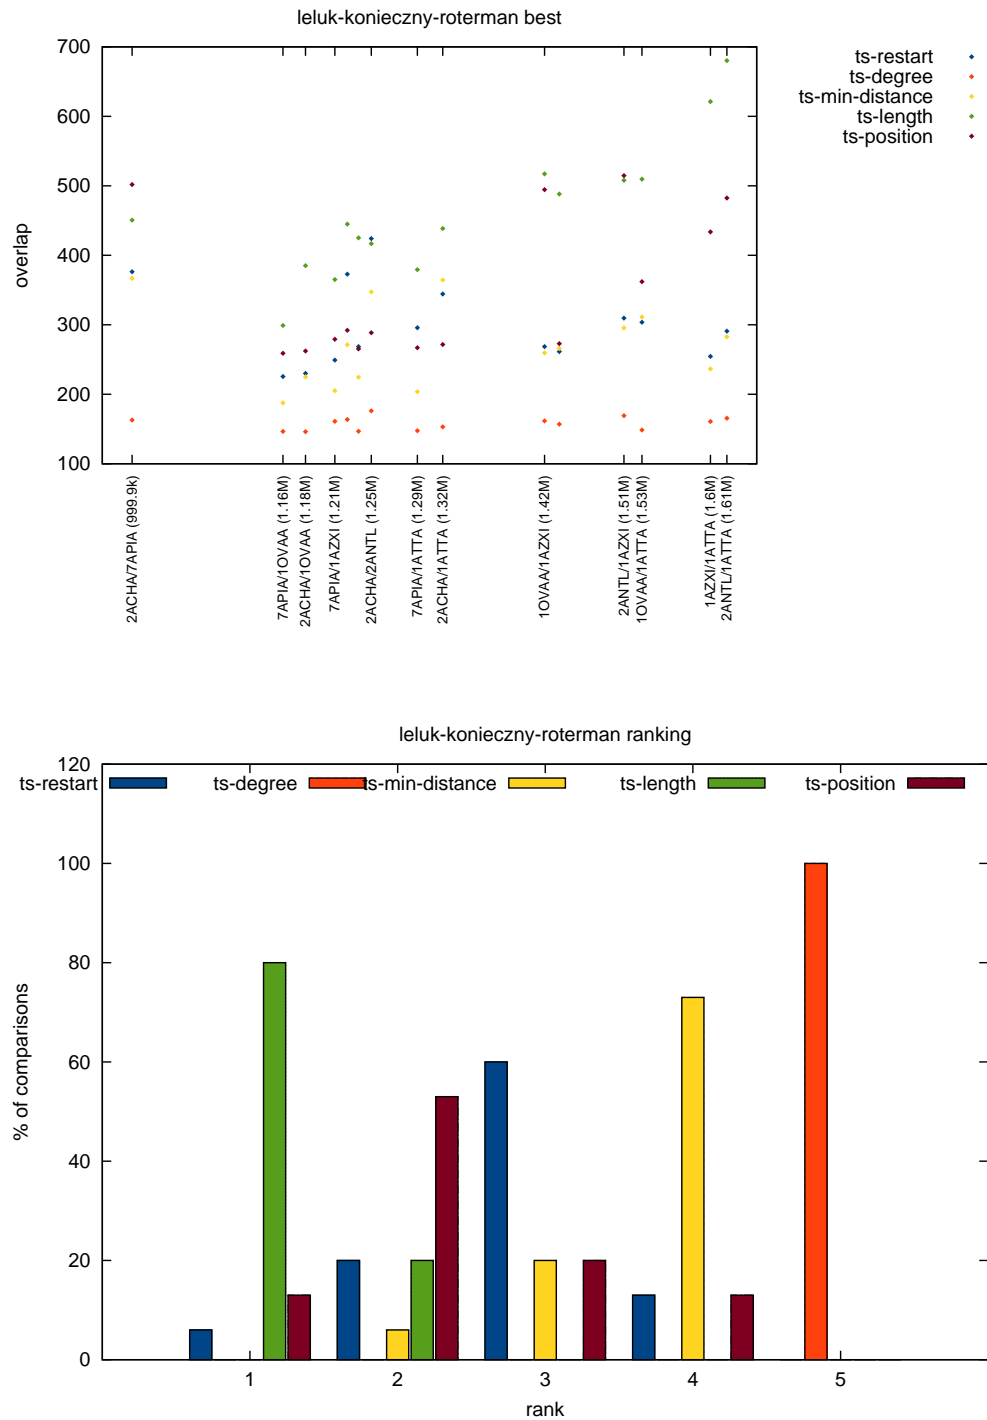 leluk-konieczny-roterman best
700
600
500
400
300
200
100
overlap
ts-restart
ts-degree
ts-min-distance
ts-length
ts-position
2ACHA/7APIA (999.9k)
7APIA/1OVAA (1.16M)
2ACHA/1OVAA (1.18M)
7APIA/1AZXI (1.21M)
2ACHA/2ANTL (1.25M)
7APIA/1ATTA (1.29M)
2ACHA/1ATTA (1.32M)
1OVAA/1AZXI (1.42M)
2ANTL/1AZXI (1.51M)
1OVAA/1ATTA (1.53M)
1AZXI/1ATTA (1.6M)
2ANTL/1ATTA (1.61M)
leluk-konieczny-roterman ranking
120
ts-restart ts-degree ts-min-distance ts-length ts-position
100
80
60
40
20
0
% of comparisons
1 2 3 4 5
rank